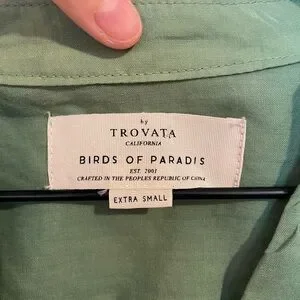 by
TROVATA
CALIFORNIA
BIRDS OF PARADIS
EST. 2001
CRAFTED IN THE PEOPLES REPUBLIC OF CHINA
EXTRA SMALL